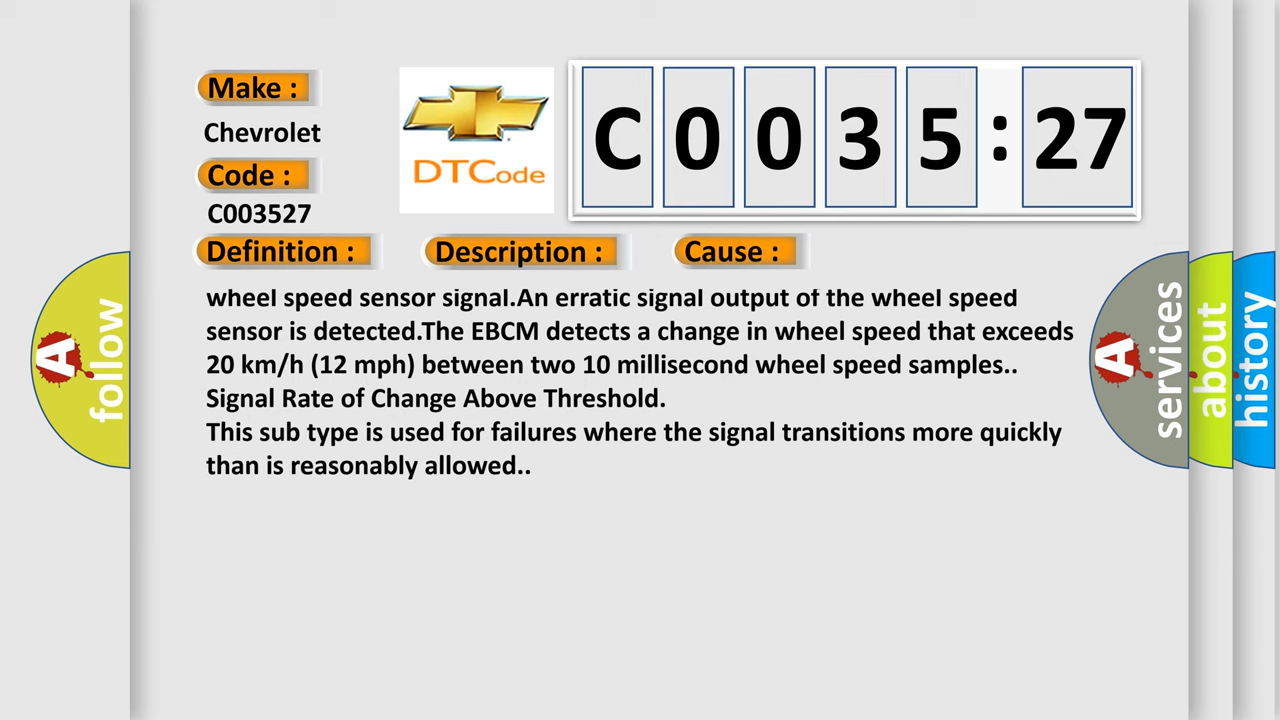 Make :
Chevrolet
Code :
C003527
DTCode
C 0 0 3 5 : 27
Definition :
Description :
Cause :
wheel speed sensor signal.An erratic signal output of the wheel speed
sensor is detected.The EBCM detects a change in wheel speed that exceeds
20 km/h (12 mph) between two 10 millisecond wheel speed samples..
Signal Rate of Change Above Threshold.
This sub type is used for failures where the signal transitions more quickly
than is reasonably allowed..
A follow
A services
about
history